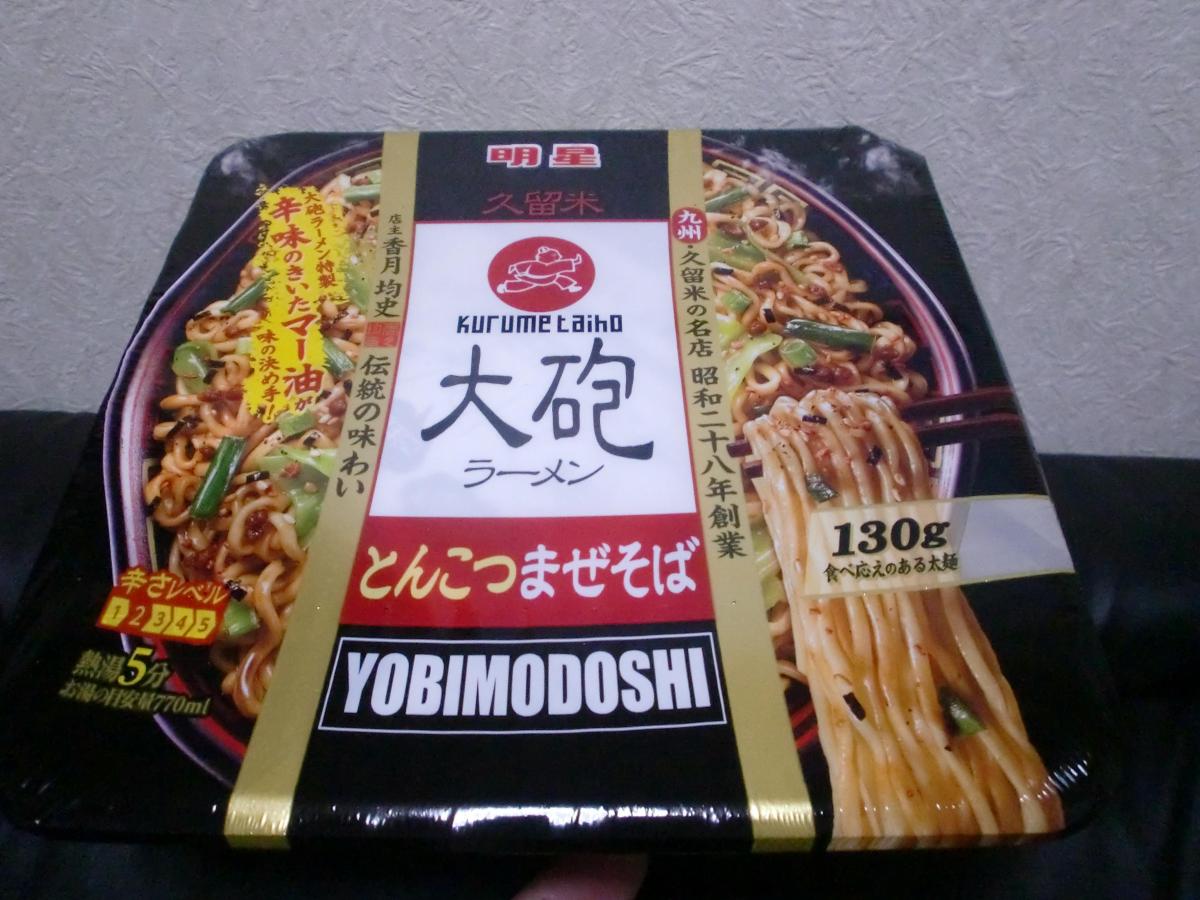 明星
久留米
kurume taiho
大砲
ラーメン
とんこつまぜそば
YOBIMODOSHI
九州・久留米の名店 昭和二十八年創業
店主 香月 均史
伝統の味わい
大砲ラーメン特製
辛味のきいたマー油が
味の決め手!!
辛さレベル
1 2 3 4 5
熱湯5分
お湯の目安量770ml
130g
食べ応えのある太麺